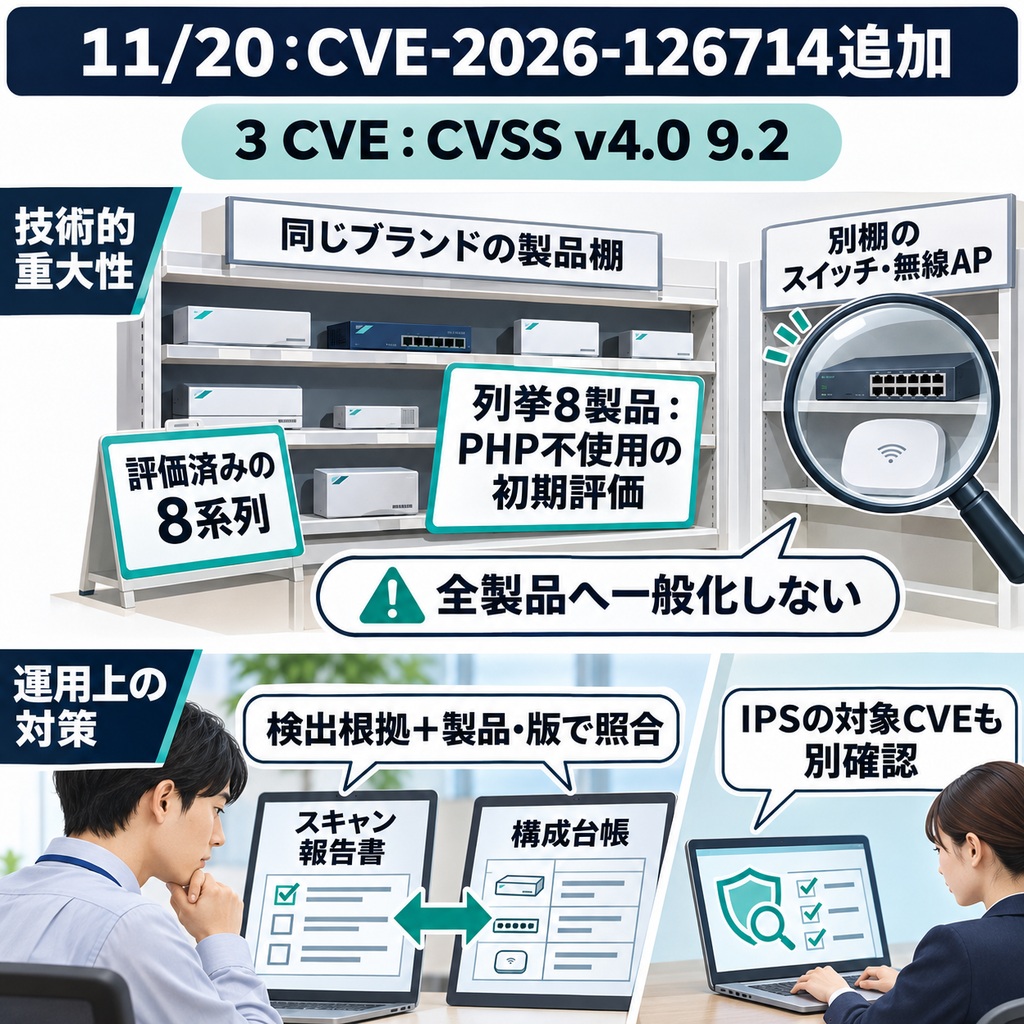 11/20：CVE-2026-126714追加
3 CVE：CVSS v4.0 9.2
技術的
重大性
同じブランドの製品棚
別棚の
スイッチ・無線AP
列挙8製品：
PHP不使用の
初期評価
評価済みの
8系列
全製品へ一般化しない
運用上の
対策
検出根拠＋製品・版で照合
IPSの対象CVEも
別確認
スキャン
報告書
構成台帳